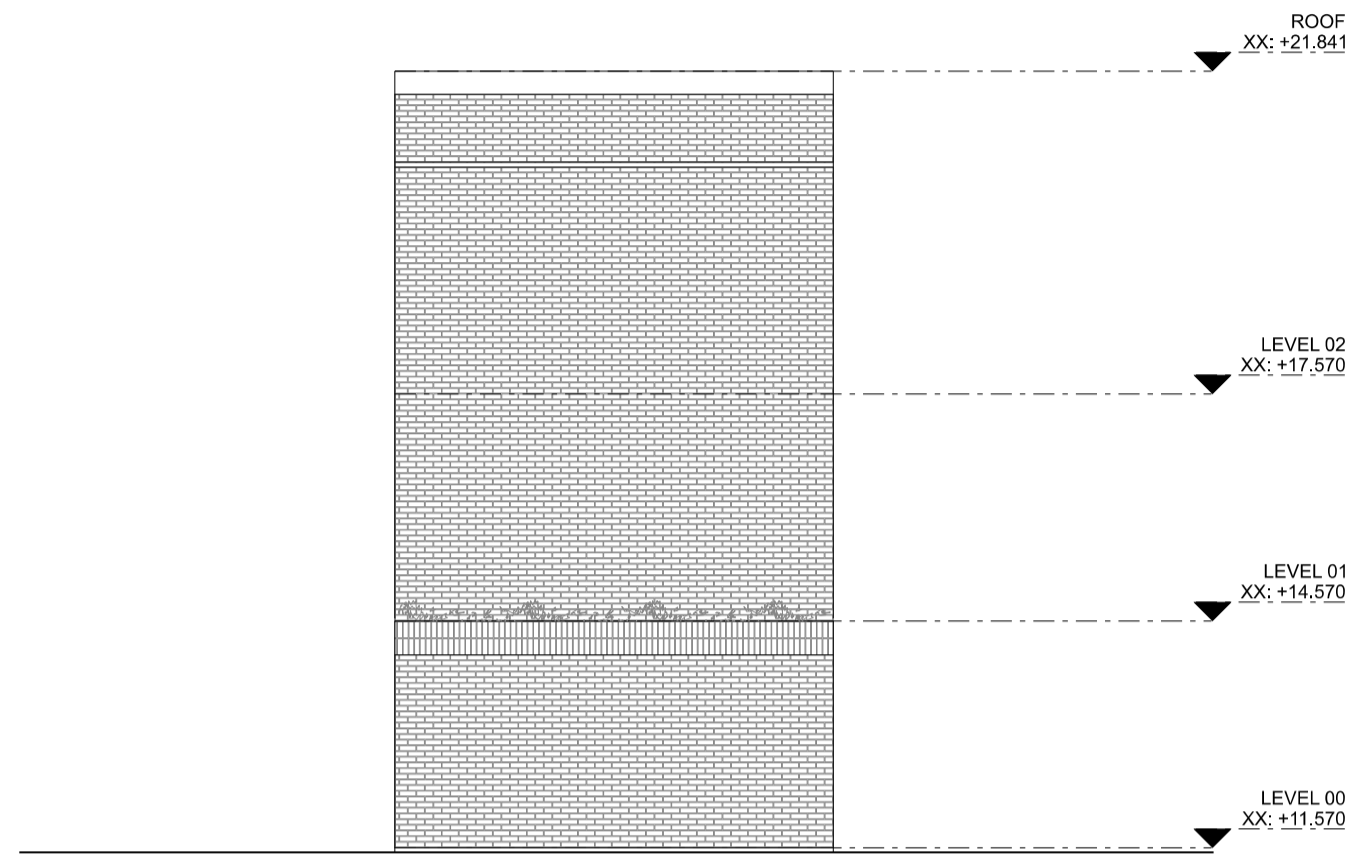 ROOF
XX: +21.841
LEVEL 02
XX: +17.570
LEVEL 01
XX: +14.570
LEVEL 00
XX: +11.570